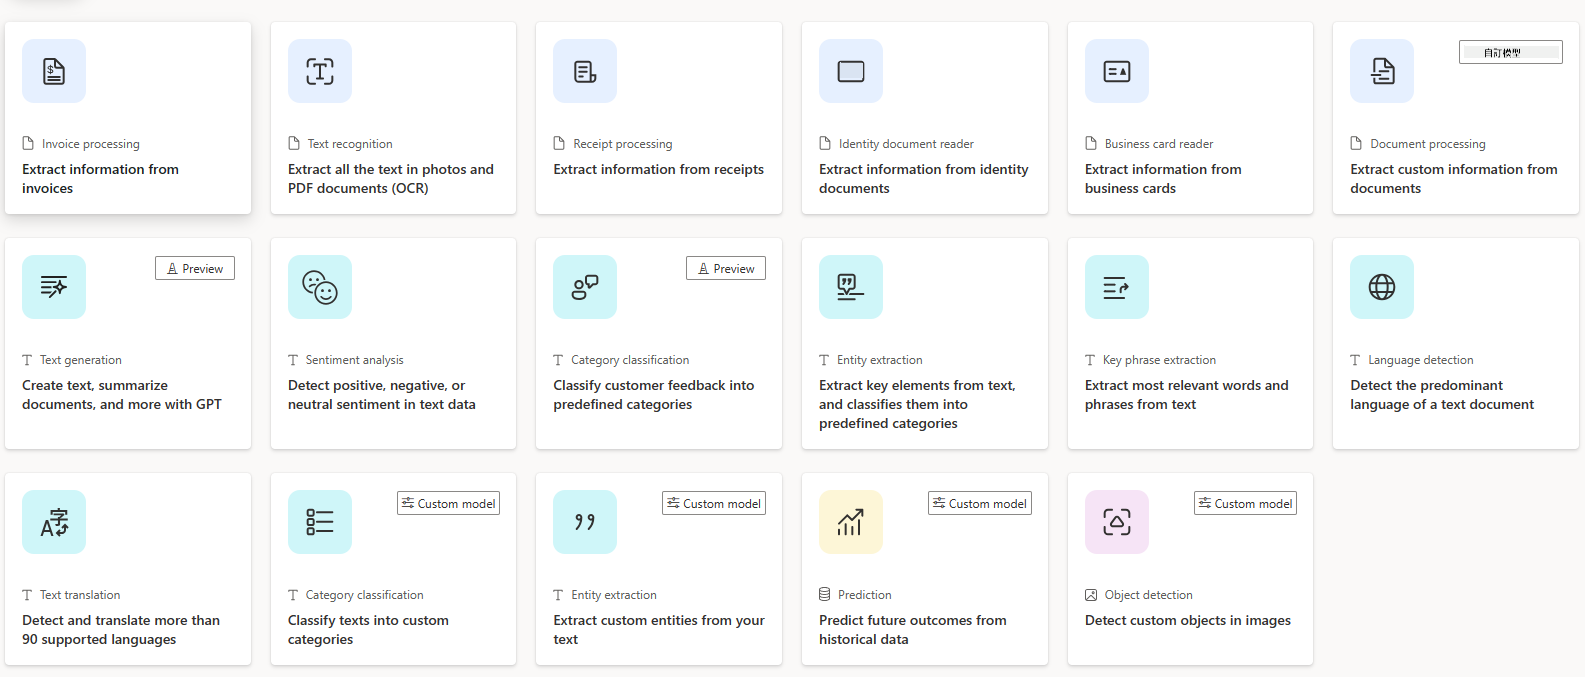 Invoice processing
Extract information from
invoices
Text recognition
Extract all the text in photos and
PDF documents (OCR)
Receipt processing
Extract information from receipts
Identity document reader
Extract information from identity
documents
Business card reader
Extract information from
business cards
自訂模型
Document processing
Extract custom information from
documents
Preview
Text generation
Create text, summarize
documents, and more with GPT
Sentiment analysis
Detect positive, negative, or
neutral sentiment in text data
Preview
Category classification
Classify customer feedback into
predefined categories
Entity extraction
Extract key elements from text,
and classifies them into
predefined categories
Key phrase extraction
Extract most relevant words and
phrases from text
Language detection
Detect the predominant
language of a text document
Text translation
Detect and translate more than
90 supported languages
Custom model
Category classification
Classify texts into custom
categories
Custom model
Entity extraction
Extract custom entities from your
text
Custom model
Prediction
Predict future outcomes from
historical data
Custom model
Object detection
Detect custom objects in images